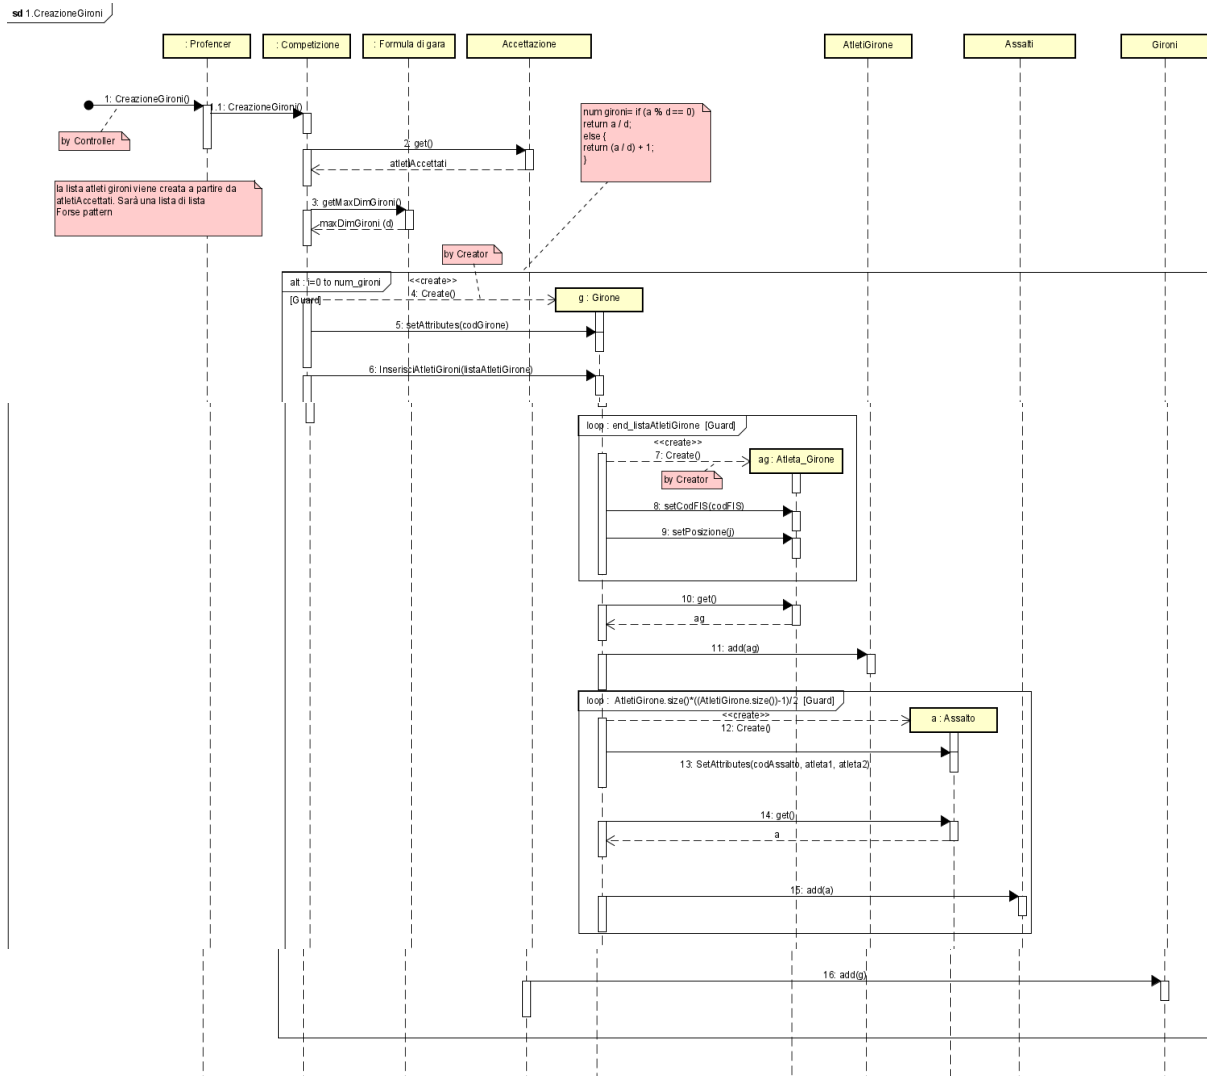 sd 1.CreazioneGironi
: Profencer
: Competizione
: Formula di gara
Accettazione
AtletiGirone
Assalti
Gironi
1: CreazioneGironi()
1.1: CreazioneGironi()
by Controller
num gironi= if (a % d == 0)
return a / d;
else {
return (a / d) + 1;
}
2: get()
atletiAccettati
la lista atleti gironi viene creata a partire da
atletiAccettati. Sarà una lista di lista
Forse pattern
3: getMaxDimGironi()
maxDimGironi (d)
by Creator
alt : i=0 to num_gironi
[Guard]
<<create>>
4: Create()
g : Girone
5: setAttributes(codGirone)
6: InserisciAtletiGironi(listaAtletiGirone)
loop : end_listaAtletiGirone [Guard]
<<create>>
7: Create()
ag : Atleta_Girone
by Creator
8: setCodFIS(codFIS)
9: setPosizione(j)
10: get()
ag
11: add(ag)
loop : AtletiGirone.size()*((AtletiGirone.size())-1)/2 [Guard]
<<create>>
12: Create()
a : Assalto
13: SetAttributes(codAssalto, atleta1, atleta2)
14: get()
a
15: add(a)
16: add(g)